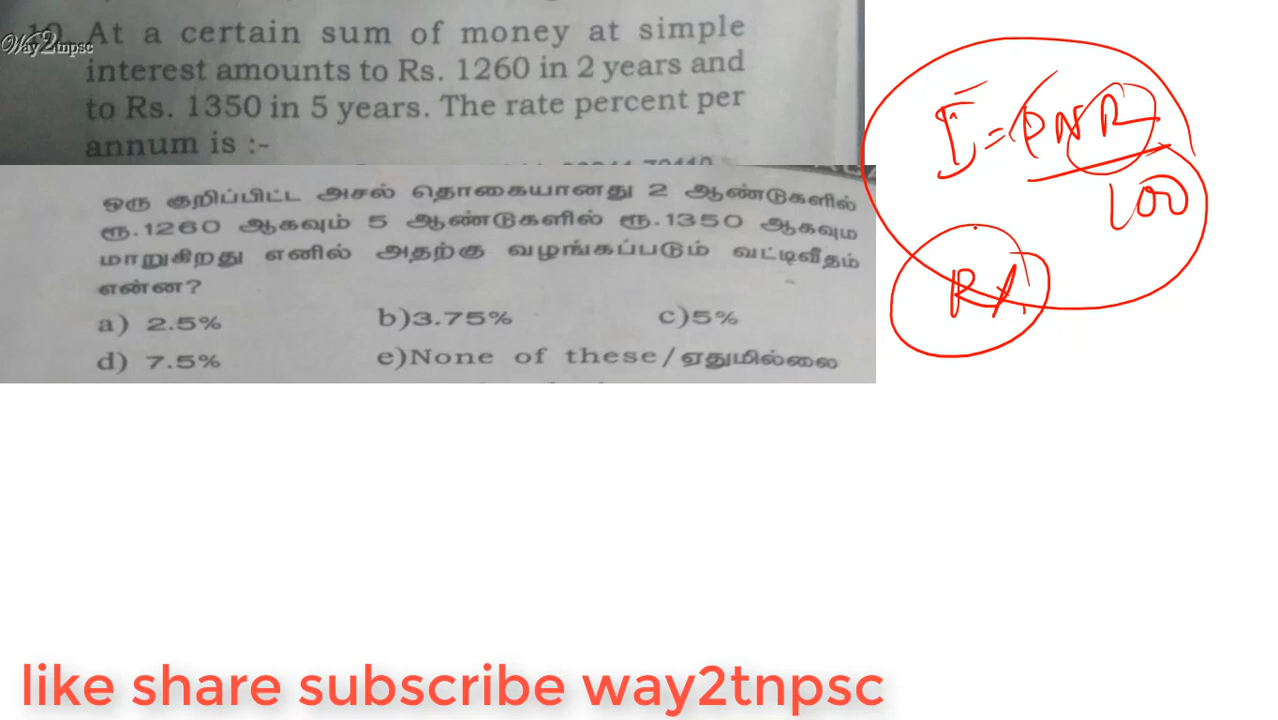 Way2tnpsc
At a certain sum of money at simple
interest amounts to Rs. 1260 in 2 years and
to Rs. 1350 in 5 years. The rate percent per
annum is :-
ஒரு குறிப்பிட்ட அசல் தொகையானது 2 ஆண்டுகளில்
ரூ.1260 ஆகவும் 5 ஆண்டுகளில் ரூ.1350 ஆகவும
மாறுகிறது எனில் அதற்கு வழங்கப்படும் வட்டிவீதம்
என்ன?
a) 2.5% b)3.75% c)5%
d) 7.5% e)None of these/ஏதுமில்லை
I = PNR
100
like share subscribe way2tnpsc